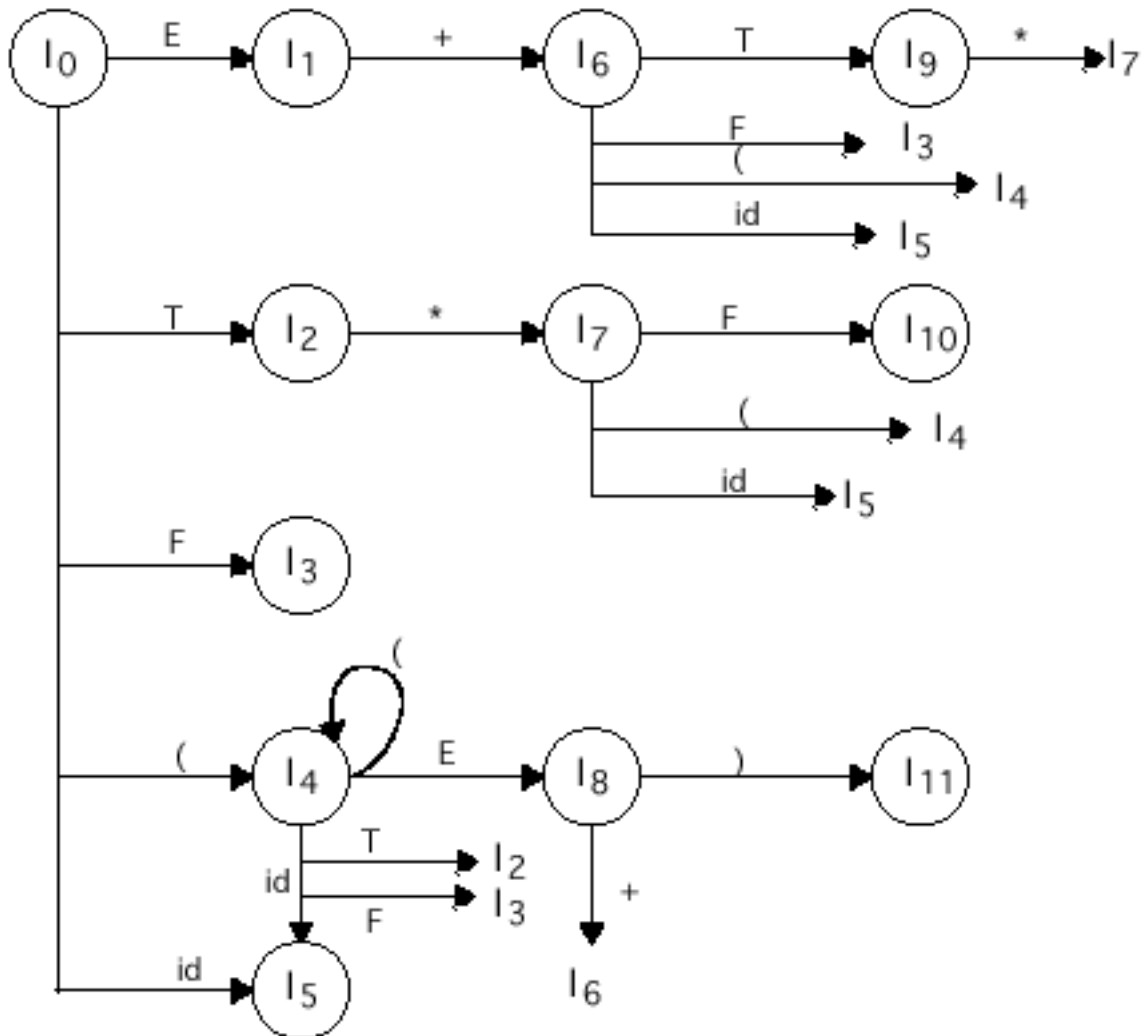 I0 E I1 + I6 T I9 * I7
F I3
( I4
id I5
T I2 * I7 F I10
( I4
id I5
F I3
(
( I4 E I8 ) I11
T I2
id I3 +
F
id I5 I6